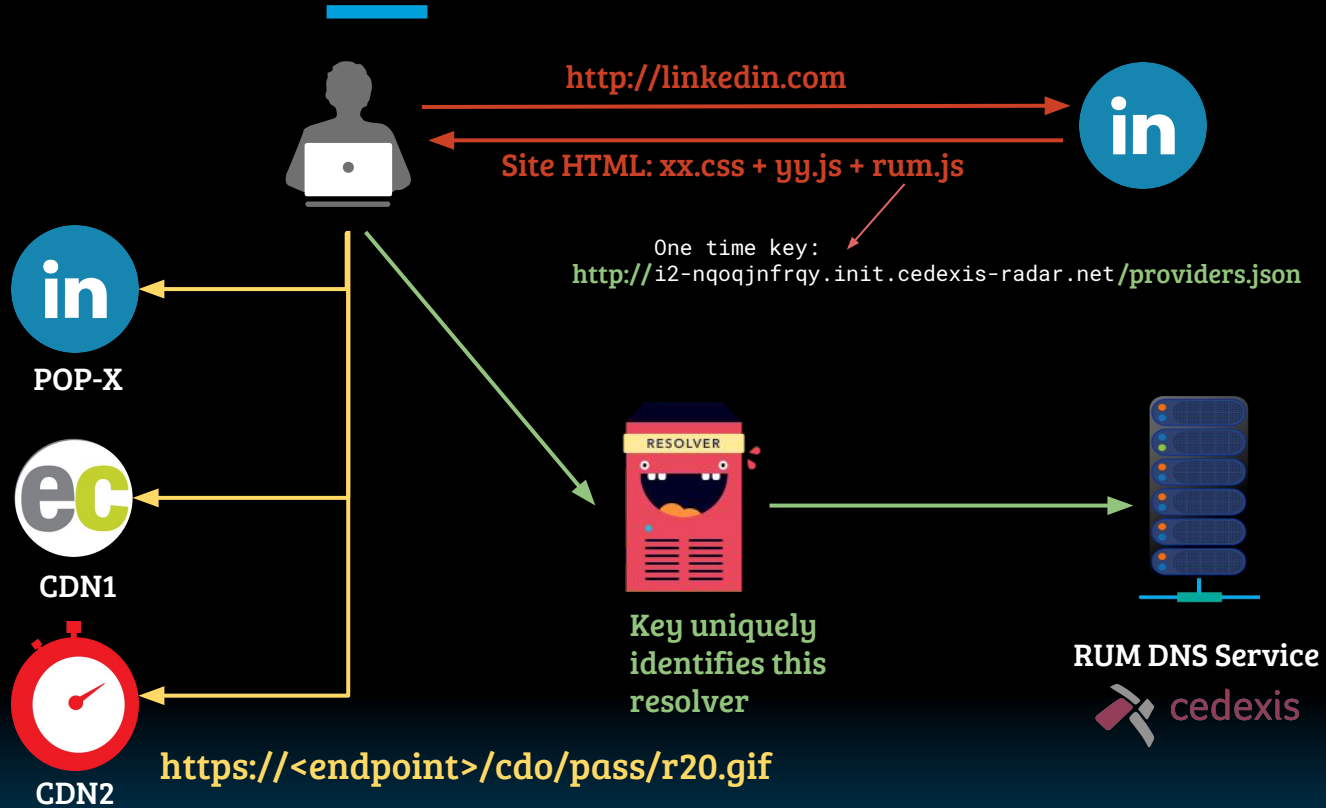 http://linkedin.com
in
Site HTML: xx.css + yy.js + rum.js
One time key:
http://i2-nqoqjnfrqy.init.cedexis-radar.net/providers.json
in
POP-X
ec
CDN1
RESOLVER
Key uniquely
identifies this
resolver
RUM DNS Service
cedexis
https://<endpoint>/cdo/pass/r20.gif
CDN2